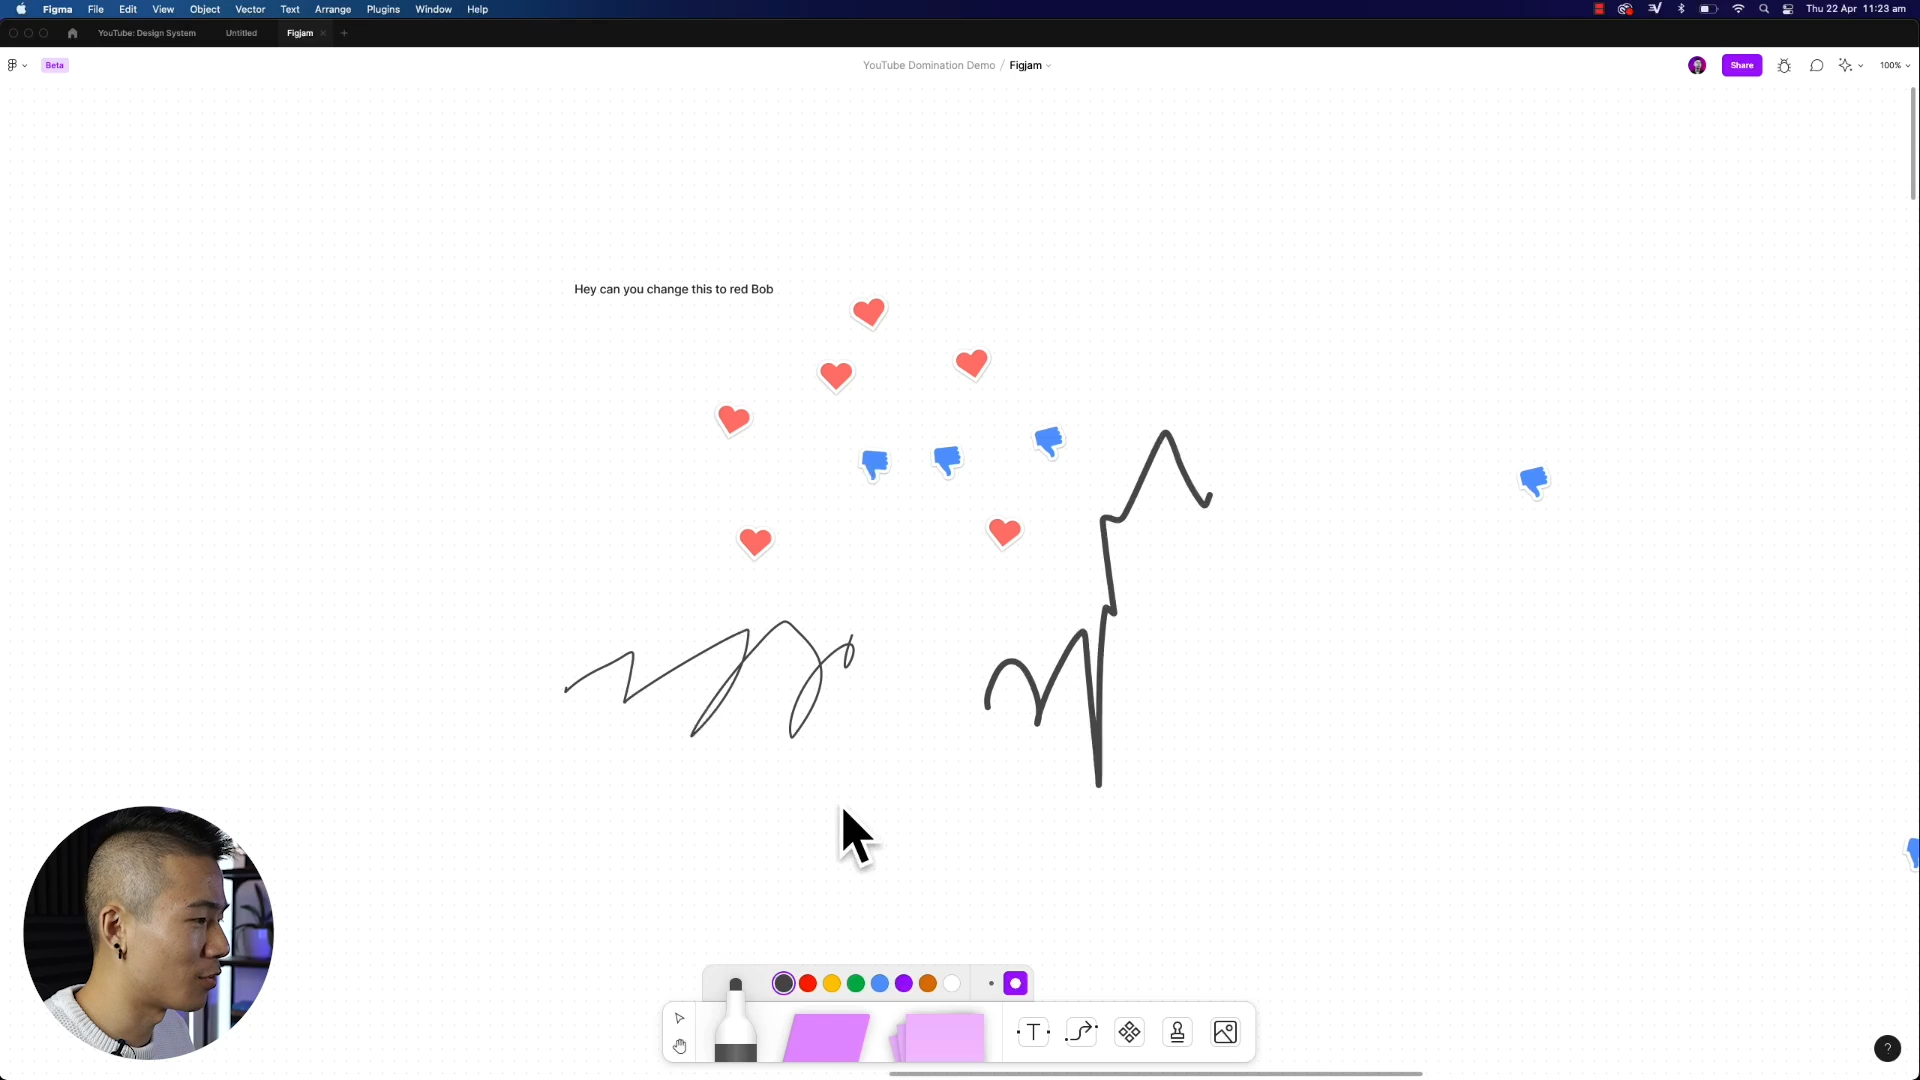 Figma File Edit View Object Vector Text Arrange Plugins Window Help Thu 22 Apr 11:23 am
YouTube: Design System Untitled Figjam
Beta YouTube Domination Demo / Figjam Share 100%
Hey can you change this to red Bob
T
?